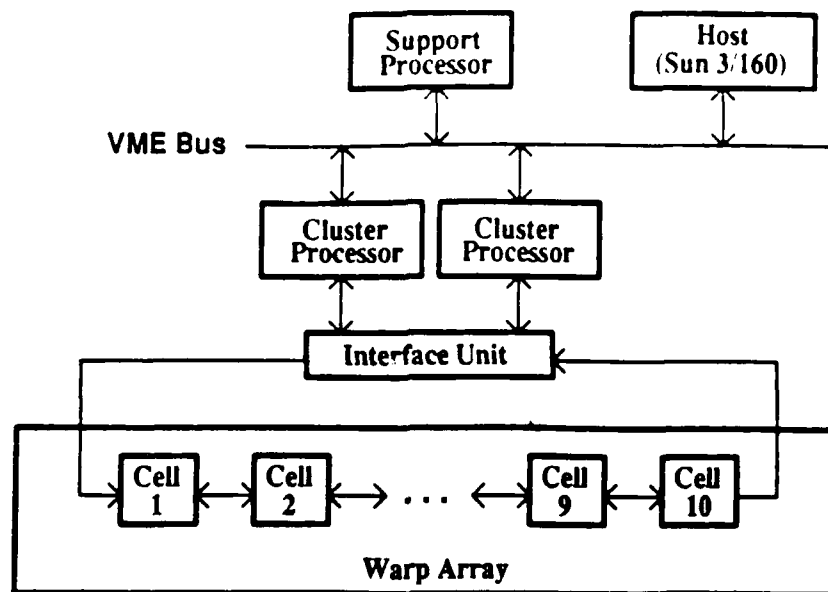 Support
Processor
Host
(Sun 3/160)
VME Bus
Cluster
Processor
Cluster
Processor
Interface Unit
Cell
1
Cell
2
. . .
Cell
9
Cell
10
Warp Array